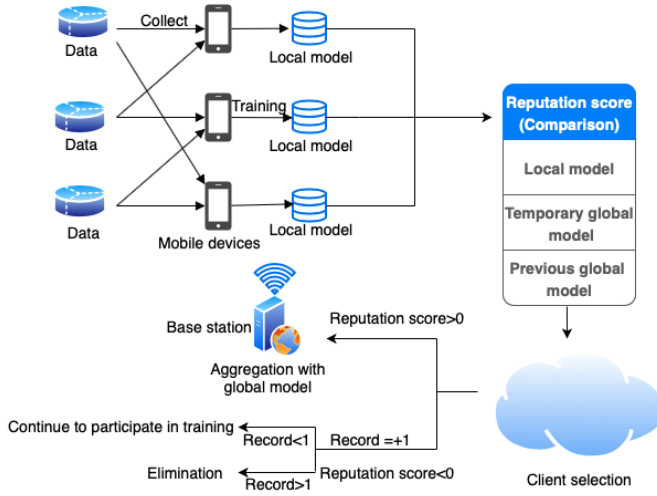 Collect
Data
Local model
Training
Data
Local model
Data
Mobile devices
Local model
Reputation score
(Comparison)
Local model
Temporary global
model
Previous global
model
Base station
Reputation score>0
Aggregation with
global model
Continue to participate in training
Record<1
Record =+1
Elimination
Record>1
Reputation score<0
Client selection